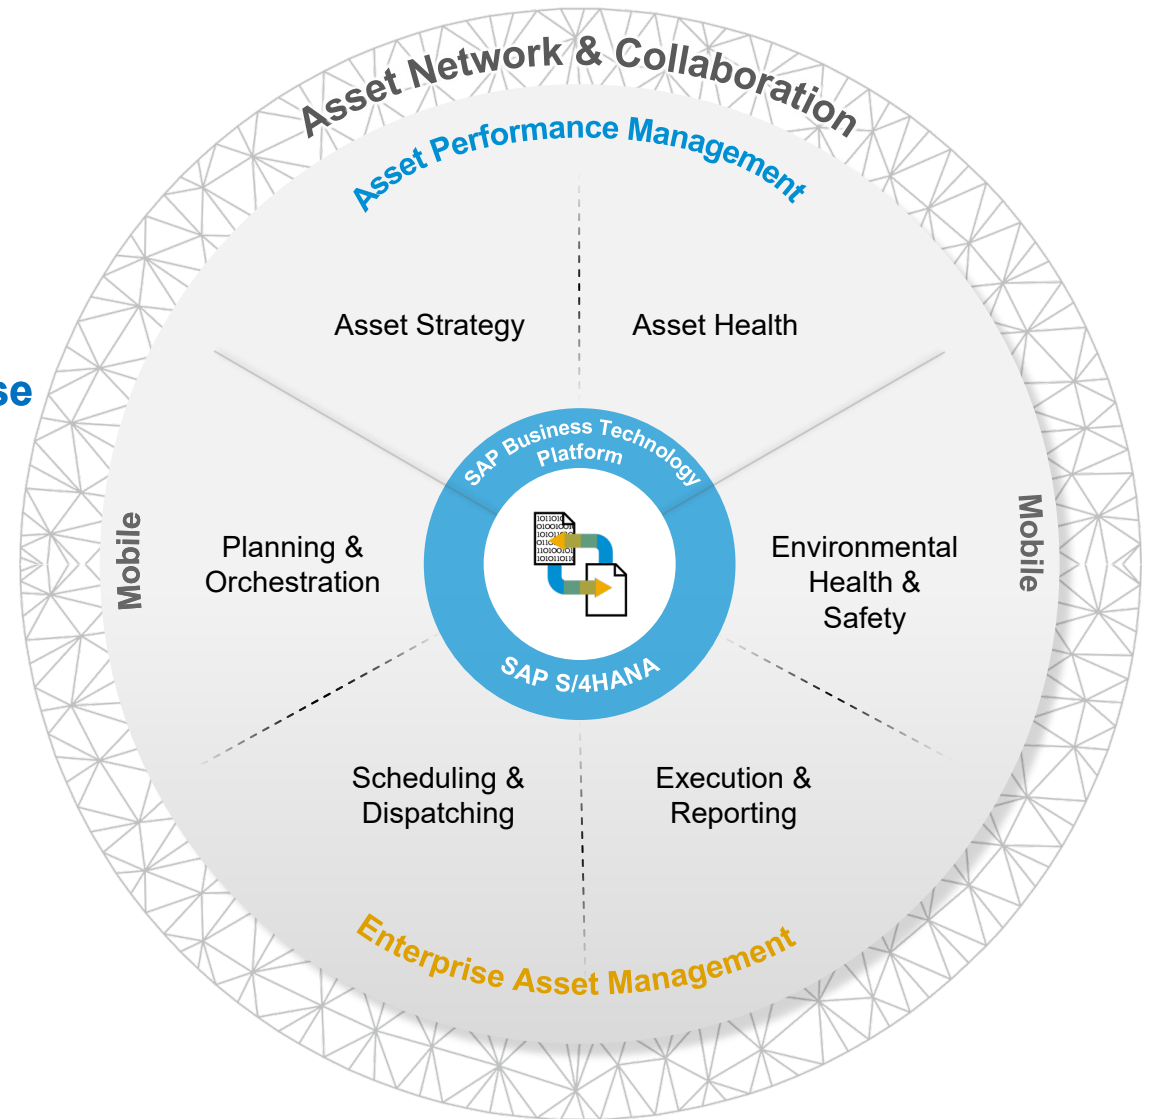 Asset Network & Collaboration
Asset Performance Management
Asset Strategy
Asset Health
SAP Business Technology
Platform
Mobile
Planning &
Orchestration
Environmental
Health &
Safety
Mobile
SAP S/4HANA
Scheduling &
Dispatching
Execution &
Reporting
Enterprise Asset Management